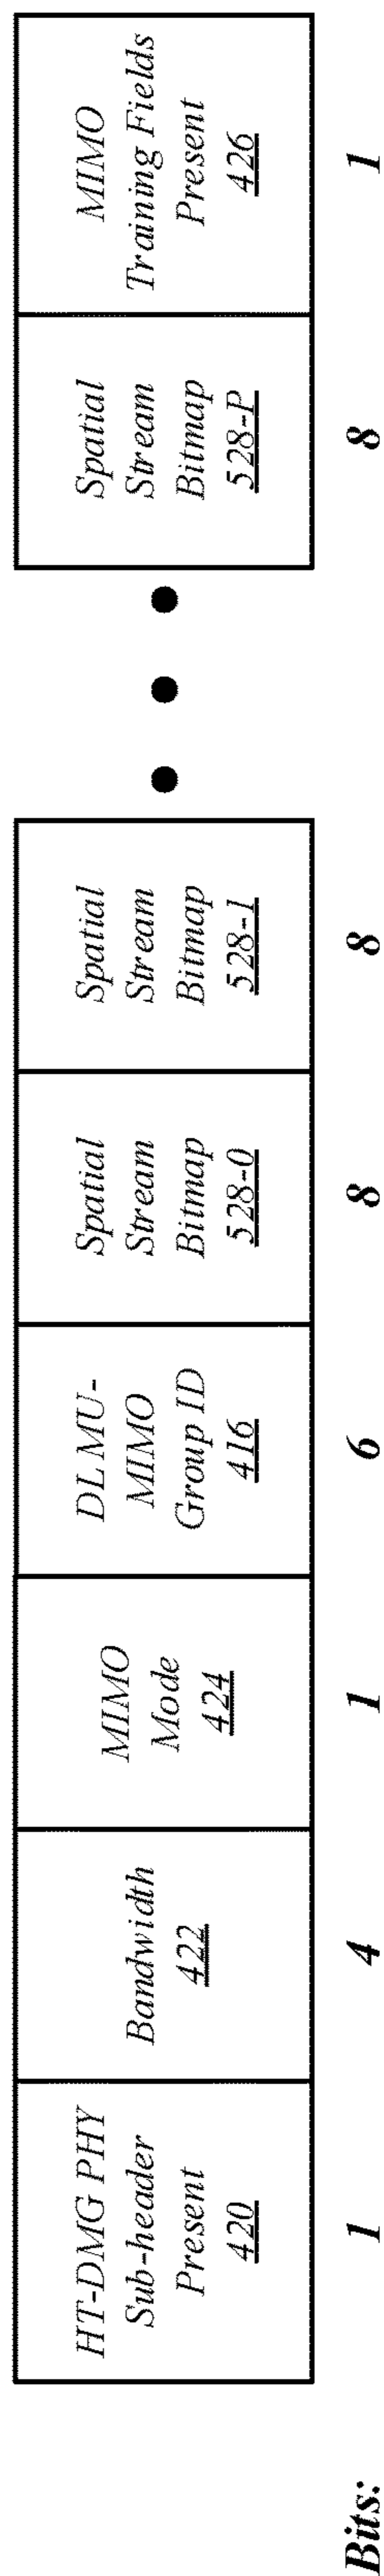 HT-DMG PHY
Sub-header
Present
420
Bandwidth
422
MIMO
Mode
424
DL MU-
MIMO
Group ID
416
Spatial
Stream
Bitmap
528-0
Spatial
Stream
Bitmap
528-1
Spatial
Stream
Bitmap
528-P
MIMO
Training Fields
Present
426
Bits: 1 4 1 6 8 8 8 1